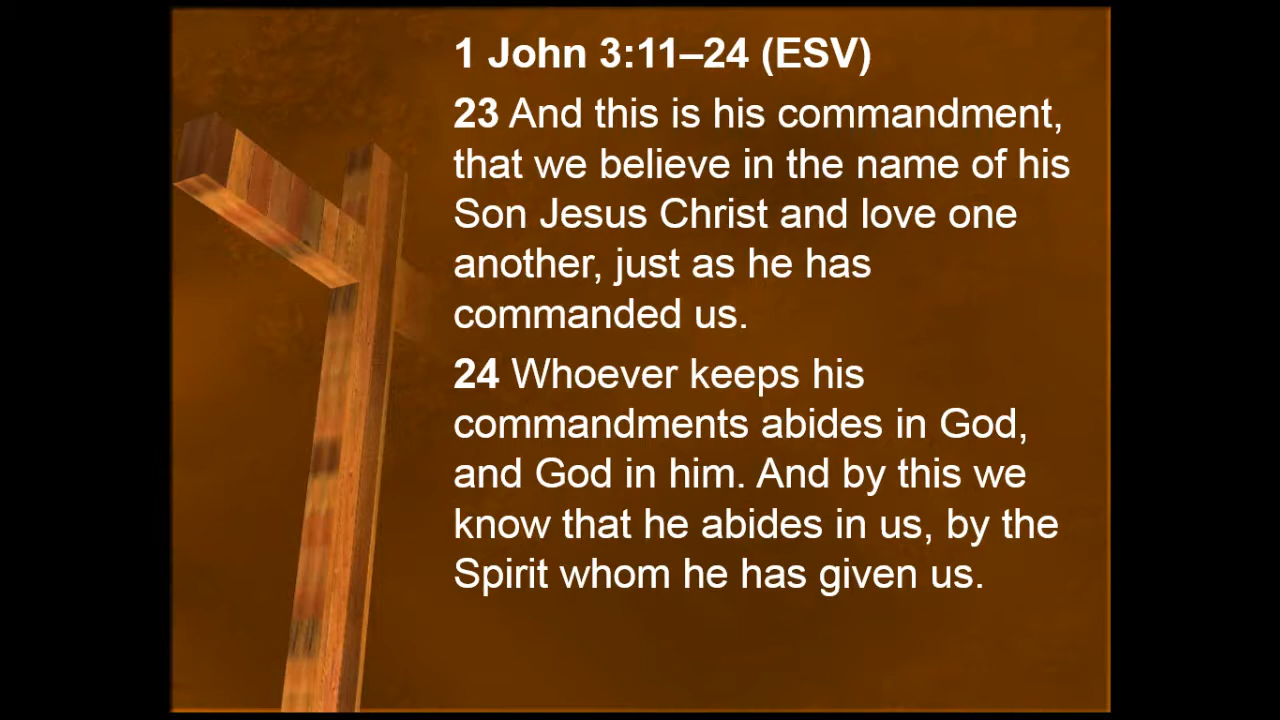 1 John 3:11–24 (ESV)
23 And this is his commandment,
that we believe in the name of his
Son Jesus Christ and love one
another, just as he has
commanded us.
24 Whoever keeps his
commandments abides in God,
and God in him. And by this we
know that he abides in us, by the
Spirit whom he has given us.